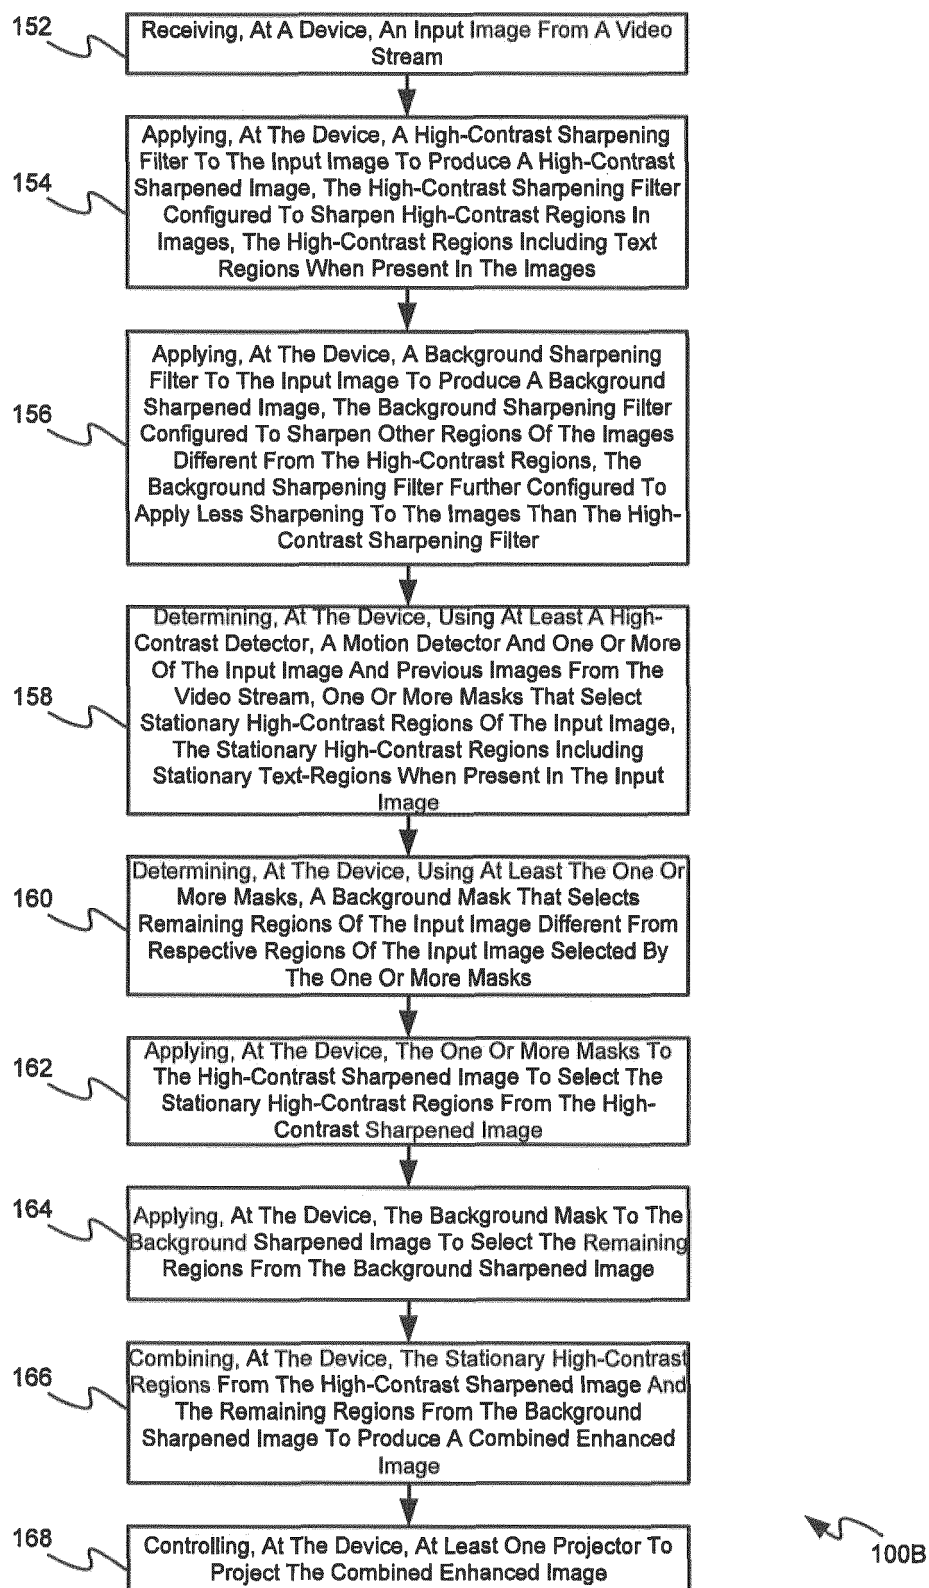 152
Receiving, At A Device, An Input Image From A Video
Stream
154
Applying, At The Device, A High-Contrast Sharpening
Filter To The Input Image To Produce A High-Contrast
Sharpened Image, The High-Contrast Sharpening Filter
Configured To Sharpen High-Contrast Regions In
Images, The High-Contrast Regions Including Text
Regions When Present In The Images
156
Applying, At The Device, A Background Sharpening
Filter To The Input Image To Produce A Background
Sharpened Image, The Background Sharpening Filter
Configured To Sharpen Other Regions Of The Images
Different From The High-Contrast Regions, The
Background Sharpening Filter Further Configured To
Apply Less Sharpening To The Images Than The High-
Contrast Sharpening Filter
158
Determining, At The Device, Using At Least A High-
Contrast Detector, A Motion Detector And One Or More
Of The Input Image And Previous Images From The
Video Stream, One Or More Masks That Select
Stationary High-Contrast Regions Of The Input Image,
The Stationary High-Contrast Regions Including
Stationary Text-Regions When Present In The Input
Image
160
Determining, At The Device, Using At Least The One Or
More Masks, A Background Mask That Selects
Remaining Regions Of The Input Image Different From
Respective Regions Of The Input Image Selected By
The One Or More Masks
162
Applying, At The Device, The One Or More Masks To
The High-Contrast Sharpened Image To Select The
Stationary High-Contrast Regions From The High-
Contrast Sharpened Image
164
Applying, At The Device, The Background Mask To The
Background Sharpened Image To Select The Remaining
Regions From The Background Sharpened Image
166
Combining, At The Device, The Stationary High-Contrast
Regions From The High-Contrast Sharpened Image And
The Remaining Regions From The Background
Sharpened Image To Produce A Combined Enhanced
Image
168
Controlling, At The Device, At Least One Projector To
Project The Combined Enhanced Image
100B